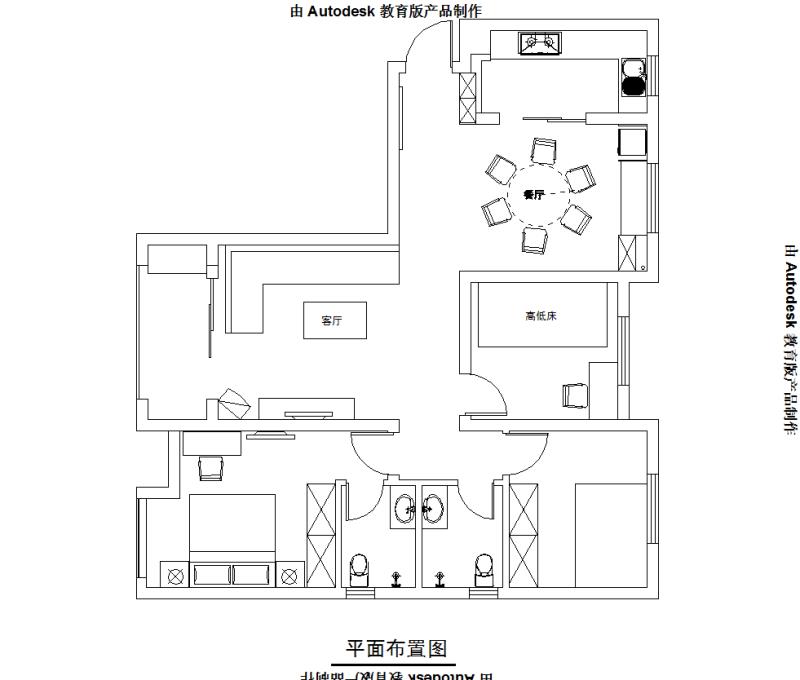 由 Autodesk 教育版产品制作
餐厅
高低床
客厅
由 Autodesk 教育版产品制作
平面布置图
由 Autodesk 教育版产品制作